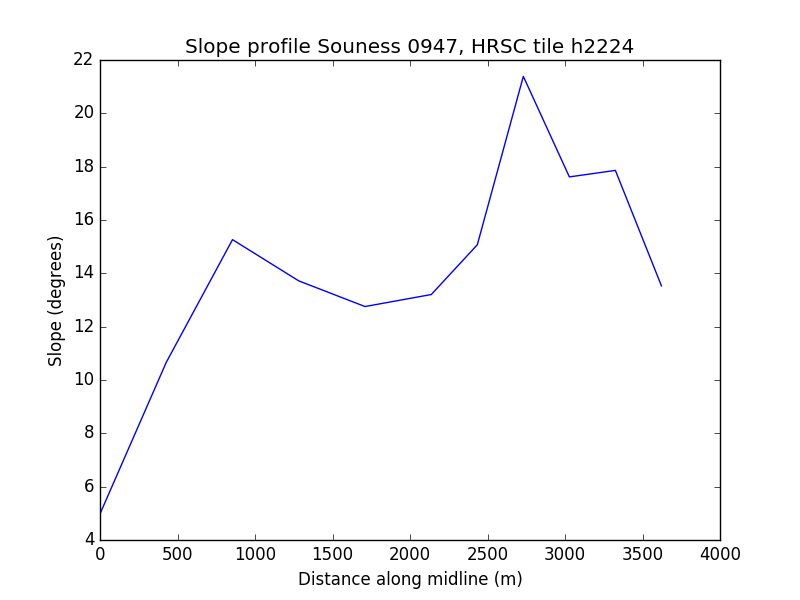 Slope profile Souness 0947, HRSC tile h2224
22
20
18
16
14
12
10
8
6
4
Slope (degrees)
0 500 1000 1500 2000 2500 3000 3500 4000
Distance along midline (m)